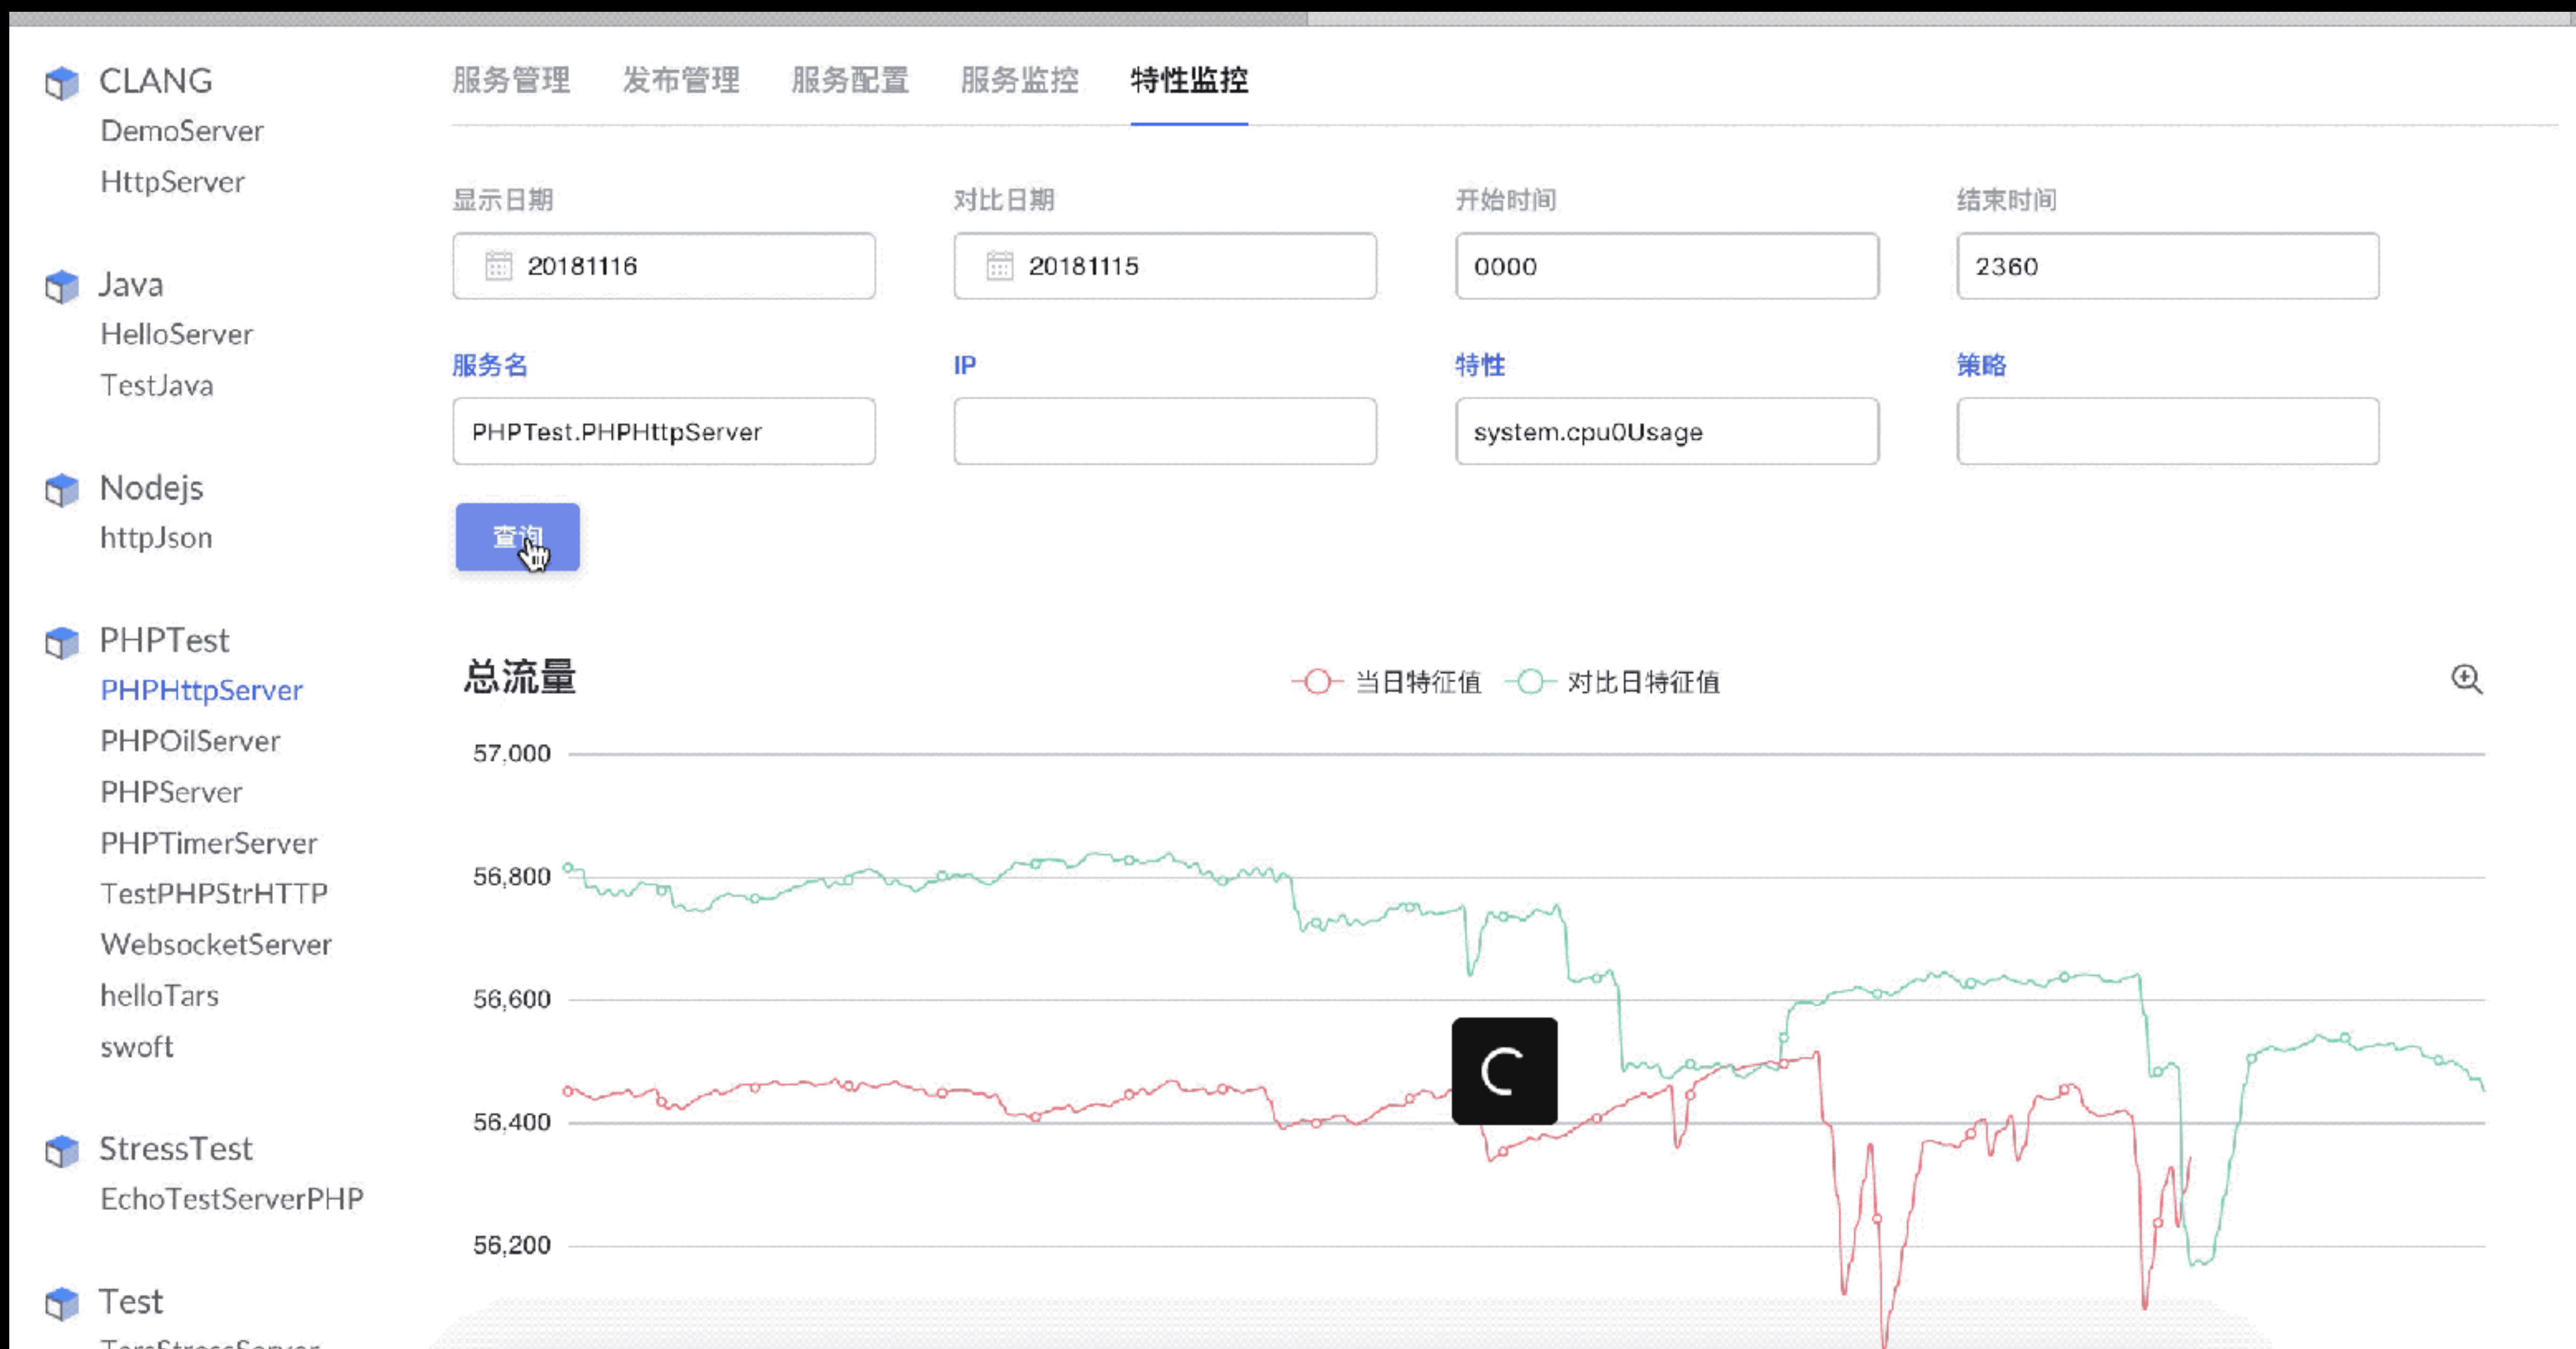 CLANG
DemoServer
HttpServer
Java
HelloServer
TestJava
Nodejs
httpJson
PHPTest
PHPHttpServer
PHPOilServer
PHPServer
PHPTimerServer
TestPHPStrHTTP
WebsocketServer
helloTars
swoft
StressTest
EchoTestServerPHP
Test
TarsStressServer
服务管理 发布管理 服务配置 服务监控 特性监控
显示日期 对比日期 开始时间 结束时间
20181116 20181115 0000 2360
服务名 IP 特性 策略
PHPTest.PHPHttpServer system.cpu0Usage
查询
总流量 当日特征值 对比日特征值
57,000
56,800
56,600
56,400
56,200